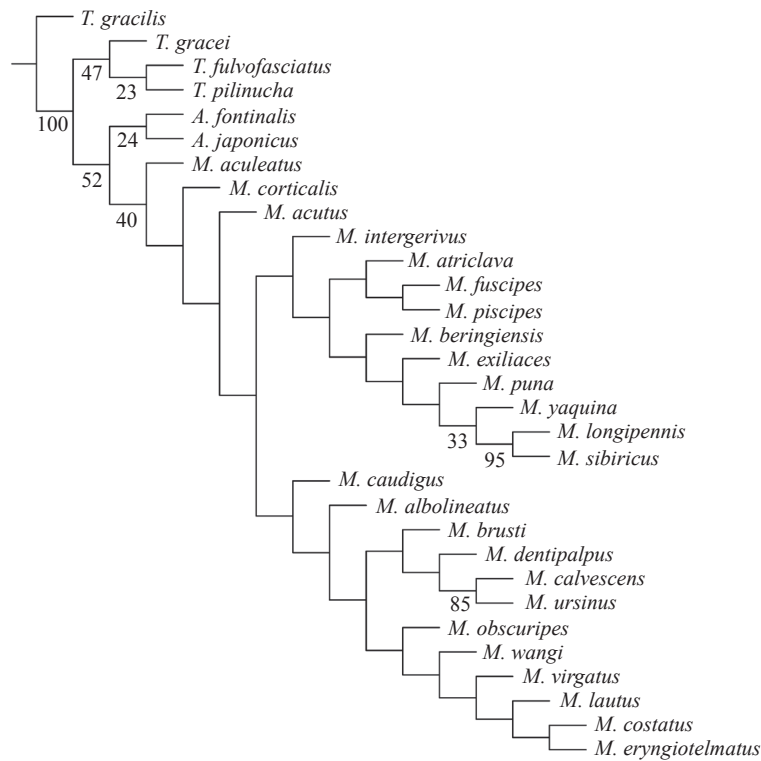 T. gracilis
T. gracei
47
T. fulvofasciatus
23
T. pilinucha
100
A. fontinalis
24
A. japonicus
52
M. aculeatus
M. corticalis
40
M. acutus
M. intergerivus
M. atriclava
M. fuscipes
M. piscipes
M. beringiensis
M. exiliaces
M. puna
M. yaquina
33
M. longipennis
95
M. sibiricus
M. caudigus
M. albolineatus
M. brusti
M. dentipalpus
M. calvescens
85
M. ursinus
M. obscuripes
M. wangi
M. virgatus
M. lautus
M. costatus
M. eryngiotelmatus